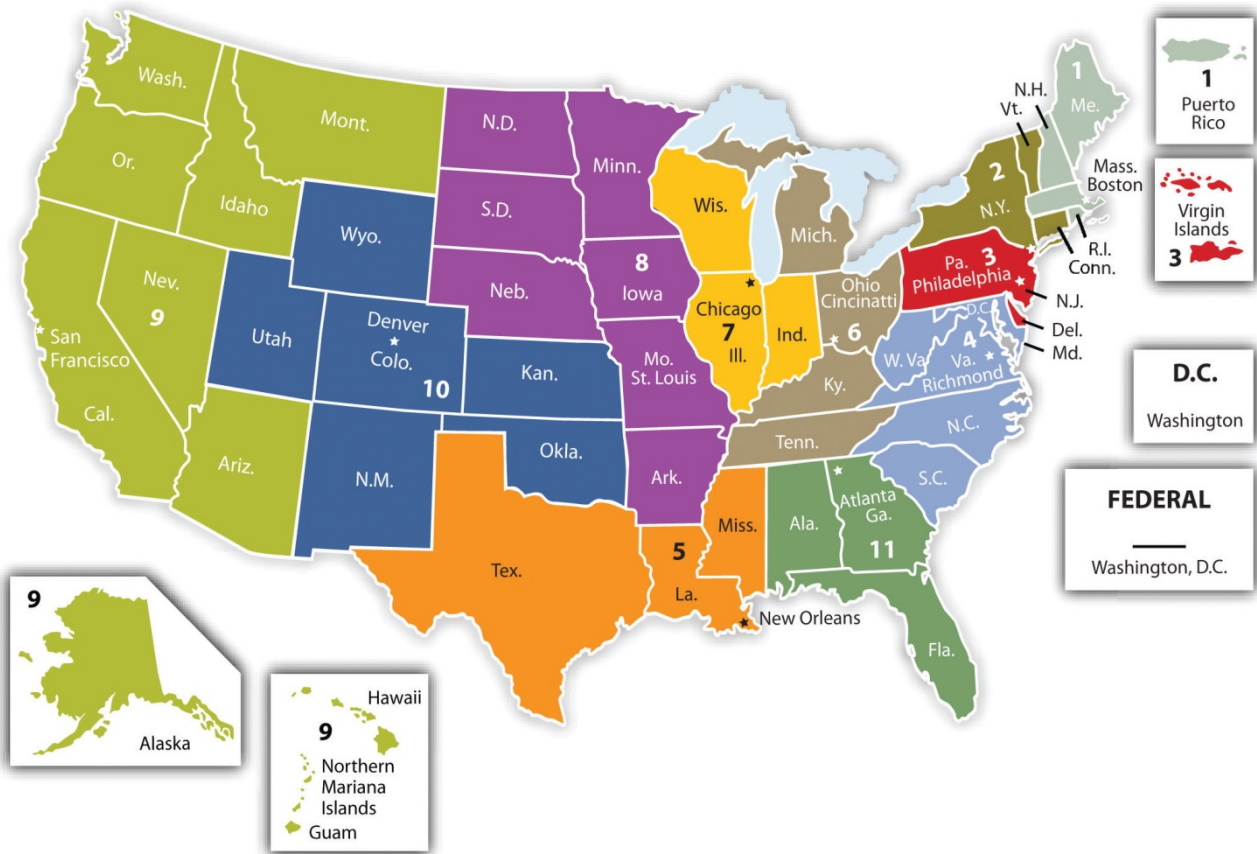 Wash.
Mont.
Or.
Idaho
Wyo.
Nev.
9
San
Francisco
Cal.
Utah
Ariz.
Denver
Colo.
10
N.M.
N.D.
S.D.
Neb.
Kan.
Okla.
Tex.
Minn.
8
Iowa
Mo.
St. Louis
Ark.
5
La.
Miss.
New Orleans
Wis.
Chicago
7
Ill.
Ind.
Mich.
Ohio
Cincinatti
6
Ky.
Tenn.
Ala.
Atlanta
Ga.
11
Fla.
1
Me.
N.H.
Vt.
2
N.Y.
Mass.
Boston
R.I.
Conn.
Pa. 3
Philadelphia
N.J.
Del.
Md.
D.C.
4
W. Va
Va.
Richmond
N.C.
S.C.
1
Puerto
Rico
Virgin
Islands
3
D.C.
Washington
FEDERAL
Washington, D.C.
9
Alaska
Hawaii
9
Northern
Mariana
Islands
Guam